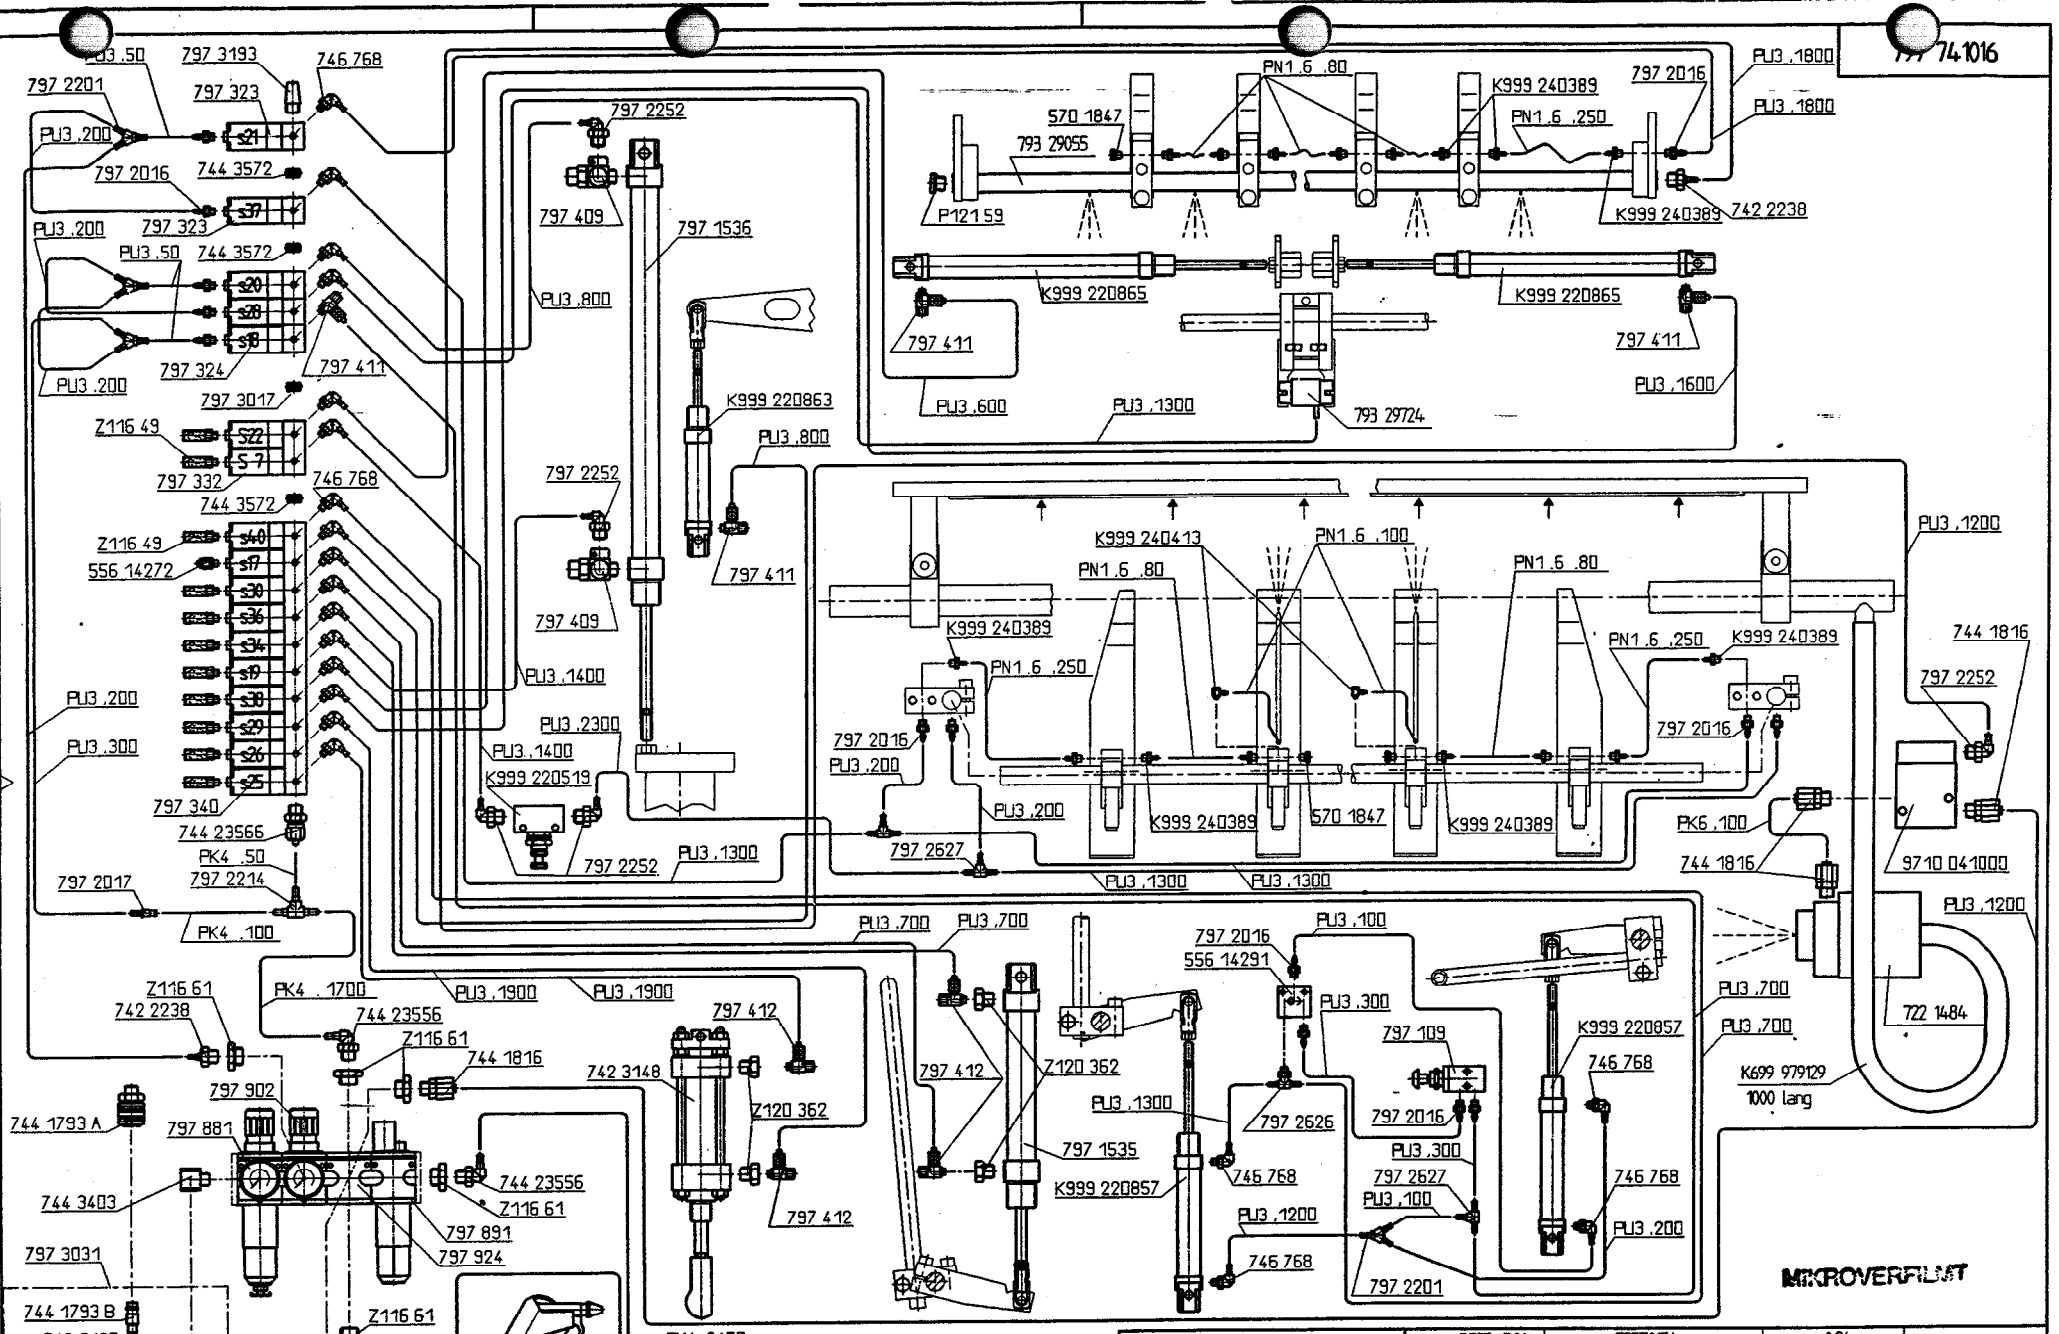 797 3193
746 768
PU3 ,50
797 2201
797 323
PU3 ,200
s21
797 2016
744 3572
s37
797 323
PU3 ,200
PU3 ,50
744 3572
s20
s28
s18
797 324
797 411
PU3 ,200
797 3017
Z116 49
S22
S 7
797 332
746 768
744 3572
s40
Z116 49
s17
556 14272
s30
s36
s34
s19
s38
s29
s26
s25
PU3 ,200
PU3 ,300
797 340
744 23566
PK4 ,50
797 2017
797 2214
PK4 ,100
PK4 ,1700
Z116 61
742 2238
744 23556
Z116 61
744 1816
797 902
744 1793 A
797 881
744 3403
744 23556
Z116 61
797 891
797 924
797 3031
744 1793 B
Z116 61
797 2252
797 409
797 1536
PU3 ,800
K999 220863
PU3 ,800
797 2252
797 411
797 409
PU3 ,1400
PU3 ,2300
PU3 ,1400
K999 220519
797 2252
PU3 ,1300
PN1.6 ,80
570 1847
793 29055
K999 240389
PN1.6 ,250
797 2016
PU3 ,1800
PU3 ,1800
797 741016
P121 59
K999 240389
742 2238
K999 220865
K999 220865
797 411
797 411
PU3 ,600
PU3 ,1300
793 29724
PU3 ,1600
PU3 ,1200
K999 240413
PN1.6 ,100
PN1.6 ,80
PN1.6 ,80
K999 240389
PN1.6 ,250
PN1.6 ,250
K999 240389
744 1816
797 2252
797 2016
PU3 ,200
PU3 ,200
797 2016
K999 240389
570 1847
K999 240389
PK6 ,100
797 2627
744 1816
9710 041000
PU3 ,1300
PU3 ,1300
PU3 ,1200
PU3 ,700
PU3 ,700
PU3 ,100
797 2016
556 14291
PU3 ,1900
PU3 ,1900
PU3 ,300
PU3 ,700
797 412
797 109
K999 220857
PU3 ,700
722 1484
742 3148
797 412
Z120 362
746 768
K699 979129
1000 lang
Z120 362
PU3 ,1300
797 2626
797 2016
797 1535
PU3 ,300
746 768
797 2627
746 768
K999 220857
PU3 ,100
797 412
PU3 ,1200
PU3 ,200
746 768
797 2201
MIKROVERFILMT